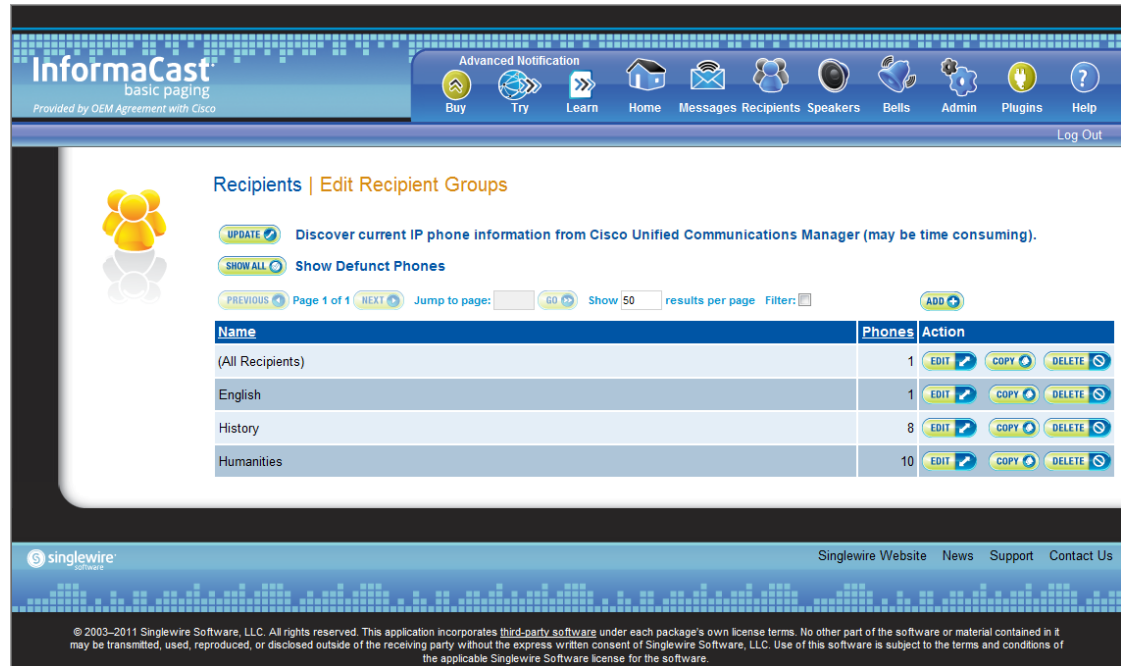 InformaCast
basic paging
Provided by OEM Agreement with Cisco
Advanced Notification
Buy Try Learn Home Messages Recipients Speakers Bells Admin Plugins Help
Log Out
Recipients | Edit Recipient Groups
UPDATE Discover current IP phone information from Cisco Unified Communications Manager (may be time consuming).
SHOW ALL Show Defunct Phones
PREVIOUS Page 1 of 1 NEXT Jump to page: GO Show 50 results per page Filter: ADD
Name Phones Action
(All Recipients) 1 EDIT COPY DELETE
English 1 EDIT COPY DELETE
History 8 EDIT COPY DELETE
Humanities 10 EDIT COPY DELETE
singlewire
software
Singlewire Website News Support Contact Us
© 2003–2011 Singlewire Software, LLC. All rights reserved. This application incorporates third-party software under each package's own license terms. No other part of the software or material contained in it
may be transmitted, used, reproduced, or disclosed outside of the receiving party without the express written consent of Singlewire Software, LLC. Use of this software is subject to the terms and conditions of
the applicable Singlewire Software license for the software.